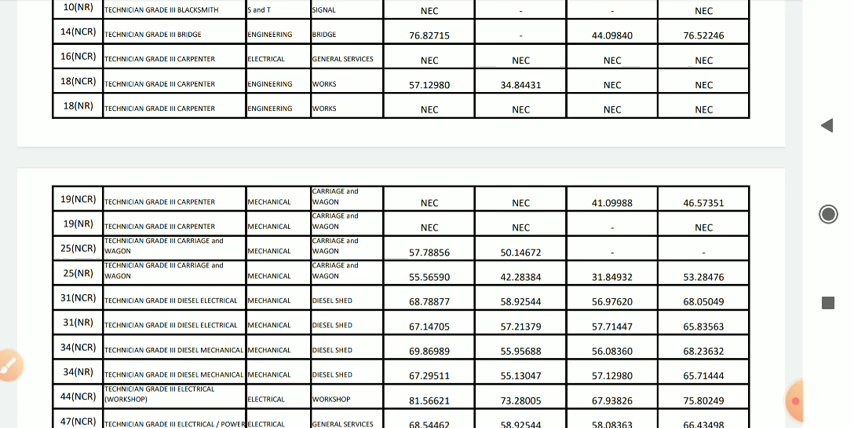 10(NR) TECHNICIAN GRADE III BLACKSMITH S and T SIGNAL NEC - - NEC
14(NCR) TECHNICIAN GRADE III BRIDGE ENGINEERING BRIDGE 76.82715 - 44.09840 76.52246
16(NCR) TECHNICIAN GRADE III CARPENTER ELECTRICAL GENERAL SERVICES NEC NEC NEC NEC
18(NCR) TECHNICIAN GRADE III CARPENTER ENGINEERING WORKS 57.12980 34.84431 NEC NEC
18(NR) TECHNICIAN GRADE III CARPENTER ENGINEERING WORKS NEC NEC NEC NEC
CARRIAGE and
19(NCR) TECHNICIAN GRADE III CARPENTER MECHANICAL WAGON NEC NEC 41.09988 46.57351
CARRIAGE and
19(NR) TECHNICIAN GRADE III CARPENTER MECHANICAL WAGON NEC NEC - NEC
TECHNICIAN GRADE III CARRIAGE and CARRIAGE and
25(NCR) WAGON MECHANICAL WAGON 57.78856 50.14672 - -
TECHNICIAN GRADE III CARRIAGE and CARRIAGE and
25(NR) WAGON MECHANICAL WAGON 55.56590 42.28384 31.84932 53.28476
31(NCR) TECHNICIAN GRADE III DIESEL ELECTRICAL MECHANICAL DIESEL SHED 68.78877 58.92544 56.97620 68.05049
31(NR) TECHNICIAN GRADE III DIESEL ELECTRICAL MECHANICAL DIESEL SHED 67.14705 57.21379 57.71447 65.83563
34(NCR) TECHNICIAN GRADE III DIESEL MECHANICAL MECHANICAL DIESEL SHED 69.86989 55.95688 56.08360 68.23632
34(NR) TECHNICIAN GRADE III DIESEL MECHANICAL MECHANICAL DIESEL SHED 67.29511 55.13047 57.12980 65.71444
TECHNICIAN GRADE III ELECTRICAL
44(NCR) (WORKSHOP) ELECTRICAL WORKSHOP 81.56621 73.28005 67.93826 75.80249
47(NCR) TECHNICIAN GRADE III ELECTRICAL / POWER ELECTRICAL GENERAL SERVICES 68.54462 58.92544 58.08363 66.43498